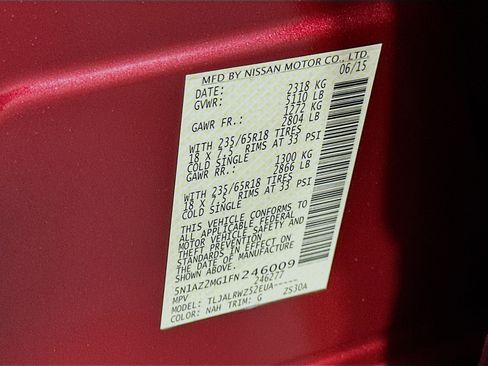 MFD BY NISSAN MOTOR CO., LTD.
DATE: 06/15
GVWR: 2318 KG
5110 LB
GAWR FR.: 1272 KG
2804 LB
WITH 235/65R18 TIRES
18 X 7.5 RIMS AT 33 PSI
COLD SINGLE
GAWR RR.: 1300 KG
2866 LB
WITH 235/65R18 TIRES
18 X 7.5 RIMS AT 33 PSI
COLD SINGLE
THIS VEHICLE CONFORMS TO
ALL APPLICABLE FEDERAL
MOTOR VEHICLE SAFETY AND
THEFT PREVENTION
STANDARDS IN EFFECT ON
THE DATE OF MANUFACTURE
SHOWN ABOVE.
5N1AZ2MG1FN246009
MPV 246277
MODEL: TLJALRWZ52EUA-----
COLOR: NAH TRIM: G ZS30A